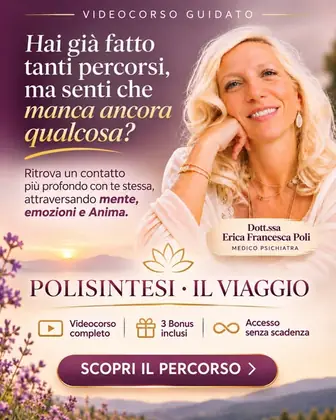 VIDEOCORSO GUIDATO
Hai già fatto
tanti percorsi,
ma senti che
manca ancora
qualcosa?
Ritrova un contatto
più profondo con te stessa,
attraversando mente,
emozioni e Anima.
Dott.ssa
Erica Francesca Poli
MEDICO PSICHIATRA
POLISINTESI · IL VIAGGIO
Videocorso
completo
3 Bonus
inclusi
Accesso
senza scadenza
SCOPRI IL PERCORSO >